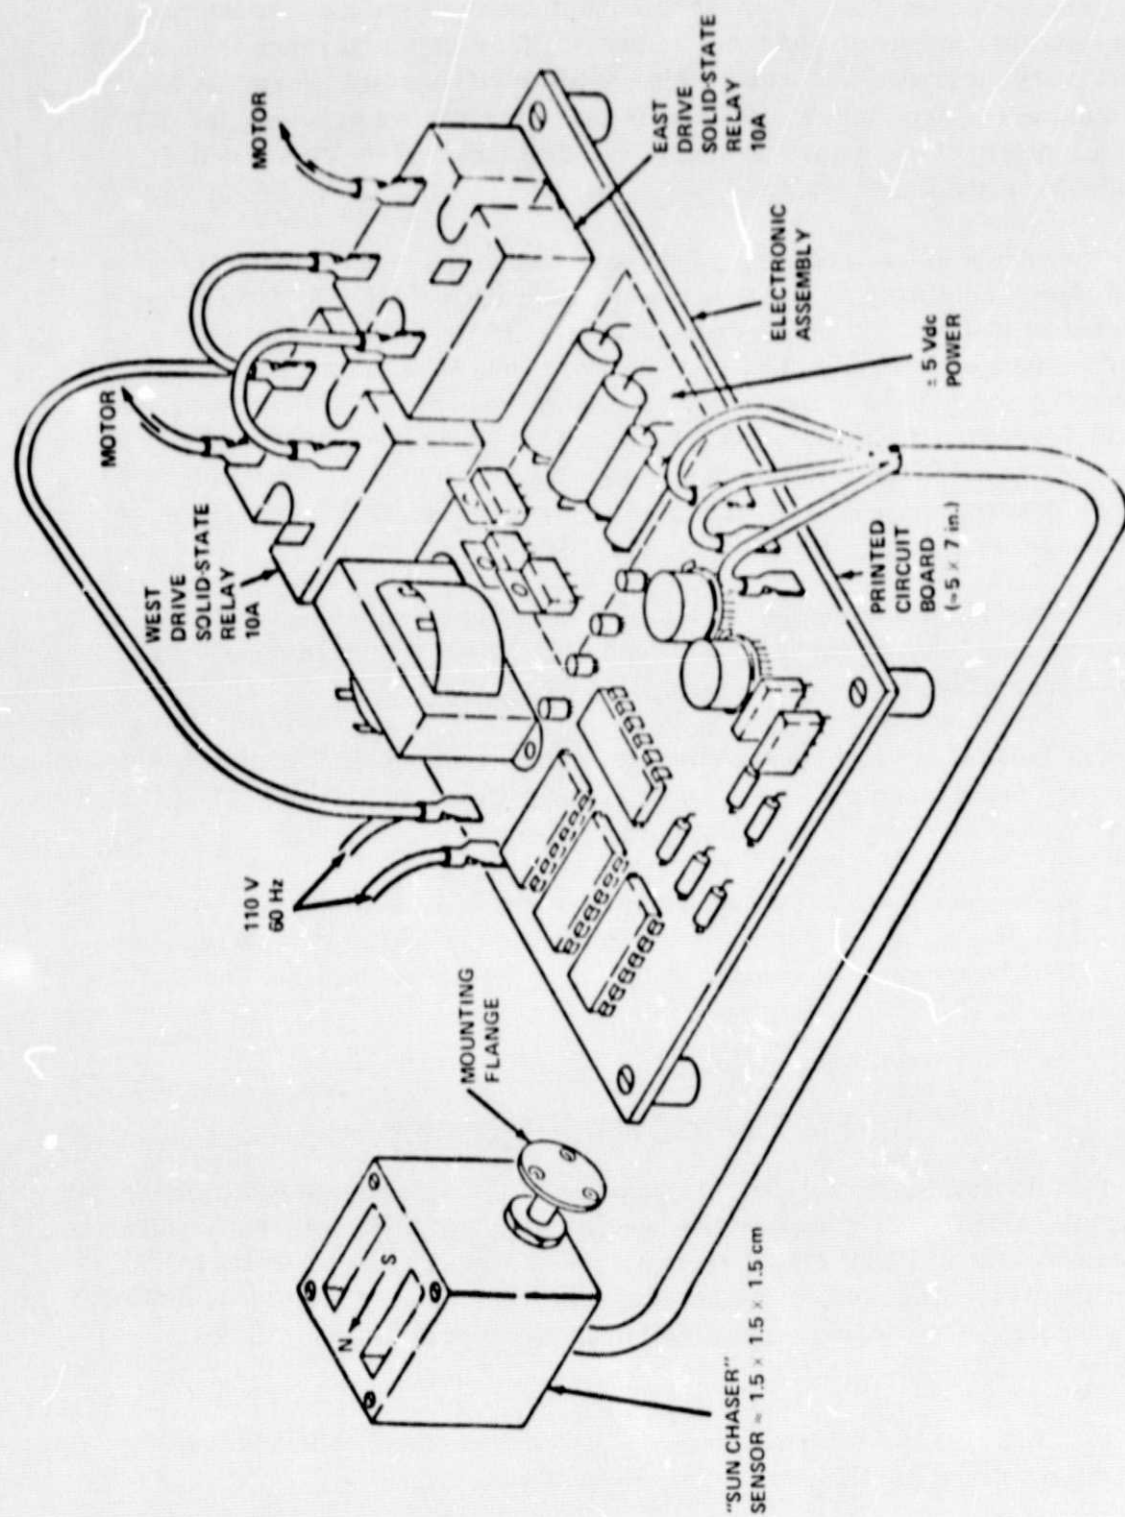 MOTOR
EAST
DRIVE
SOLID-STATE
RELAY
10A
MOTOR
WEST
DRIVE
SOLID-STATE
RELAY
10A
ELECTRONIC
ASSEMBLY
± 5 Vdc
POWER
PRINTED
CIRCUIT
BOARD
(≈5 × 7 in.)
110 V
60 Hz
MOUNTING
FLANGE
N
S
"SUN CHASER"
SENSOR ≈ 1.5 × 1.5 × 1.5 cm